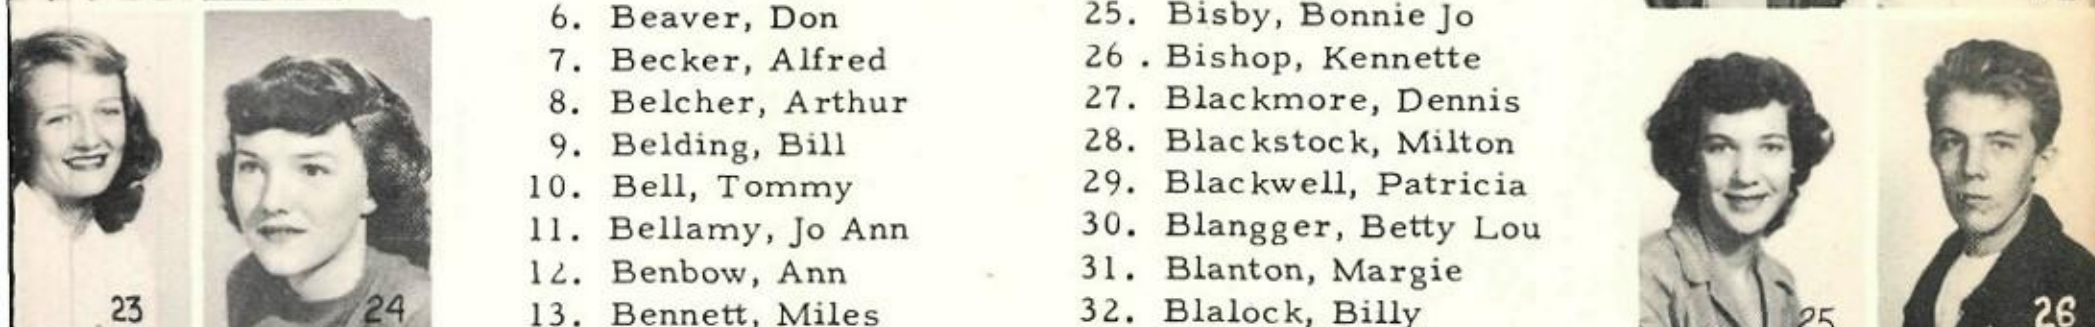 6. Beaver, Don
7. Becker, Alfred
8. Belcher, Arthur
9. Belding, Bill
10. Bell, Tommy
11. Bellamy, Jo Ann
12. Benbow, Ann
13. Bennett, Miles
25. Bisby, Bonnie Jo
26 . Bishop, Kennette
27. Blackmore, Dennis
28. Blackstock, Milton
29. Blackwell, Patricia
30. Blangger, Betty Lou
31. Blanton, Margie
32. Blalock, Billy
23
24
25
26